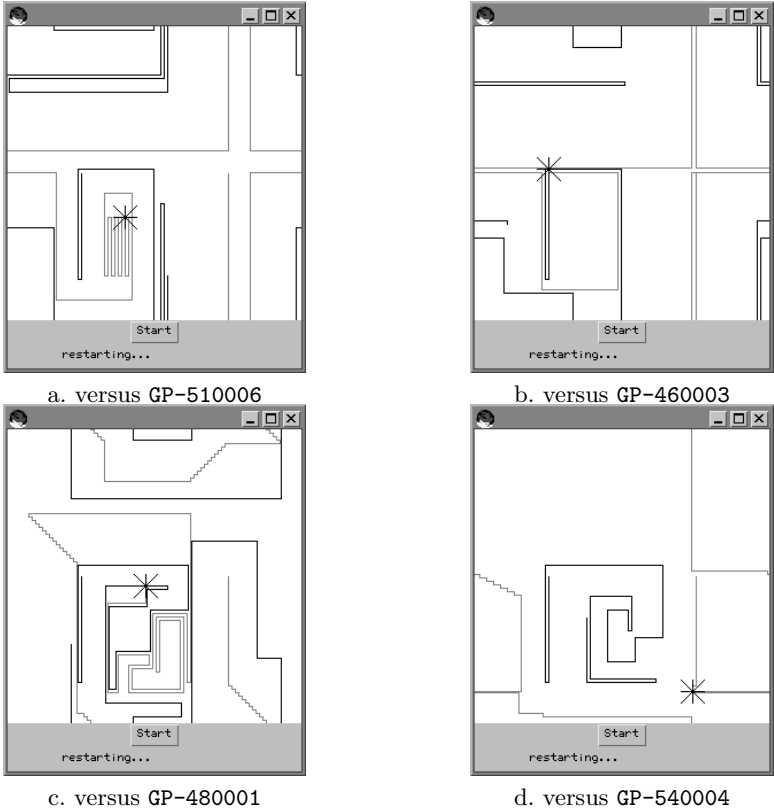 Start
restarting...
a. versus GP-510006
Start
restarting...
b. versus GP-460003
Start
restarting...
c. versus GP-480001
Start
restarting...
d. versus GP-540004